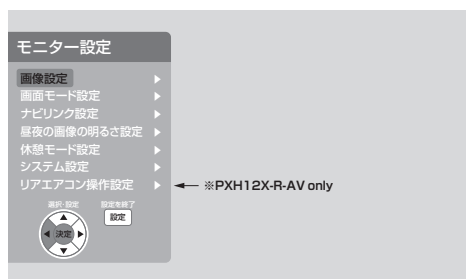 モニター設定
画像設定
画面モード設定
ナビリンク設定
昼夜の画像の明るさ設定
休憩モード設定
システム設定
リアエアコン操作設定
※PXH12X-R-AV only
選択・設定 設定を終了
設定
決定